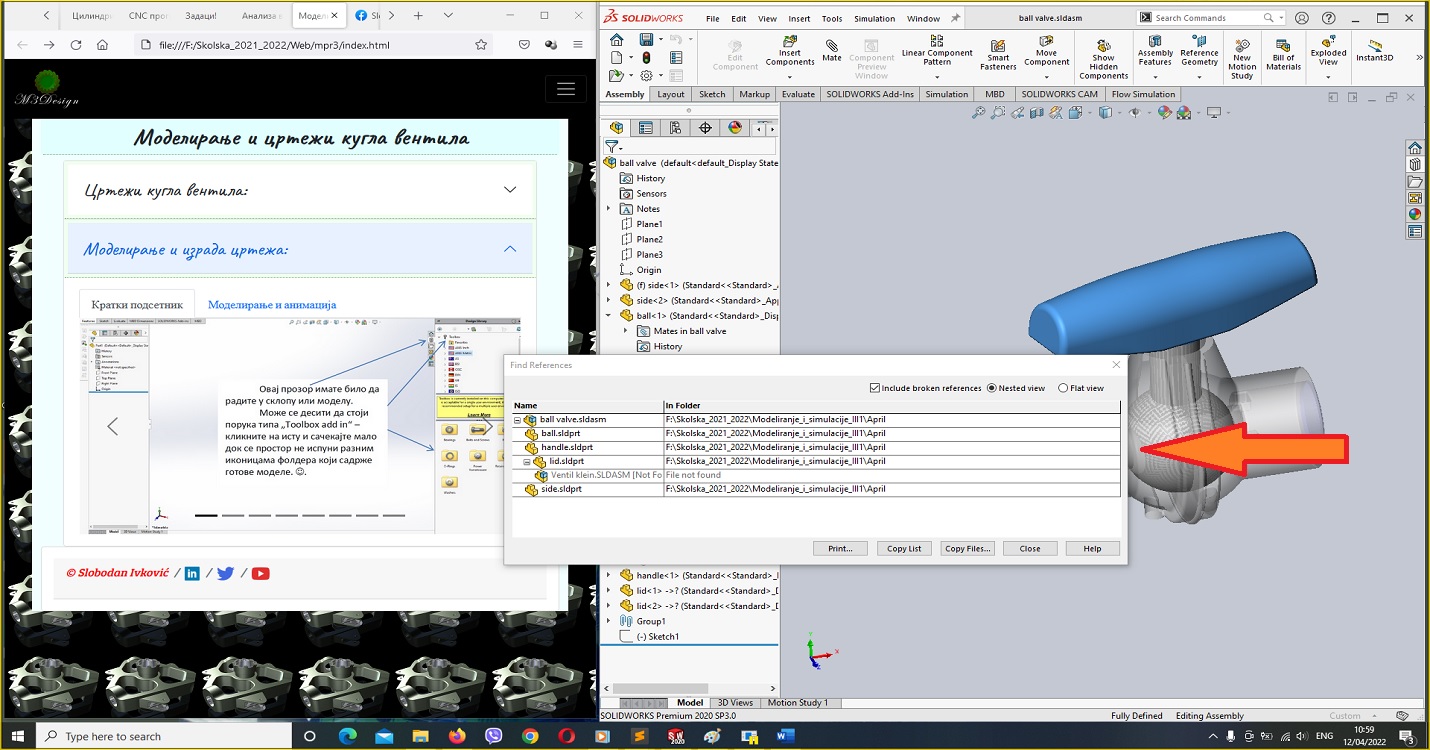 Цилиндр
CNC прог
Задаци!
Анализа
Модел
Sl
file:///F:/Skolska_2021_2022/Web/mpr3/index.html
M3Design
Моделирање и цртежи кугла вентила
Цртежи кугла вентила:
Моделирање и израда цртежа:
Кратки подсетник
Моделирање и анимација
Овај прозор имате било да
радите у склопу или моделу.
Може се десити да стоји
порука типа „Toolbox add in“ –
кликните на исту и сачекајте мало
док се простор не испуни разним
иконицама фолдера који садрже
готове моделе. ☺.
© Slobodan Ivković / in / /
SOLIDWORKS
File Edit View Insert Tools Simulation Window
ball valve.sldasm
Search Commands
Edit
Component
Insert
Components
Mate
Component
Preview
Window
Linear Component
Pattern
Smart
Fasteners
Move
Component
Show
Hidden
Components
Assembly
Features
Reference
Geometry
New
Motion
Study
Bill of
Materials
Exploded
View
Instant3D
Assembly Layout Sketch Markup Evaluate SOLIDWORKS Add-Ins Simulation MBD SOLIDWORKS CAM Flow Simulation
ball valve (default<default_Display State
History
Sensors
Notes
Plane1
Plane2
Plane3
Origin
(f) side<1> (Standard<<Standard>_Ap
side<2> (Standard<<Standard>_App
ball<1> (Standard<<Standard>_Disp
Mates in ball valve
History
Find References
Include broken references
Nested view
Flat view
Name In Folder
ball valve.sldasm F:\Skolska_2021_2022\Modeliranje_i_simulacije_III1\April
ball.sldprt F:\Skolska_2021_2022\Modeliranje_i_simulacije_III1\April
handle.sldprt F:\Skolska_2021_2022\Modeliranje_i_simulacije_III1\April
lid.sldprt F:\Skolska_2021_2022\Modeliranje_i_simulacije_III1\April
Ventil klein.SLDASM [Not Fo File not found
side.sldprt F:\Skolska_2021_2022\Modeliranje_i_simulacije_III1\April
Print... Copy List Copy Files... Close Help
handle<1> (Standard<<Standard>_
lid<1> ->? (Standard<<Standard>_D
lid<2> ->? (Standard<<Standard>_D
Group1
(-) Sketch1
Model 3D Views Motion Study 1
SOLIDWORKS Premium 2020 SP3.0
Fully Defined Editing Assembly Custom
Type here to search
ENG
10:59
12/04/2022